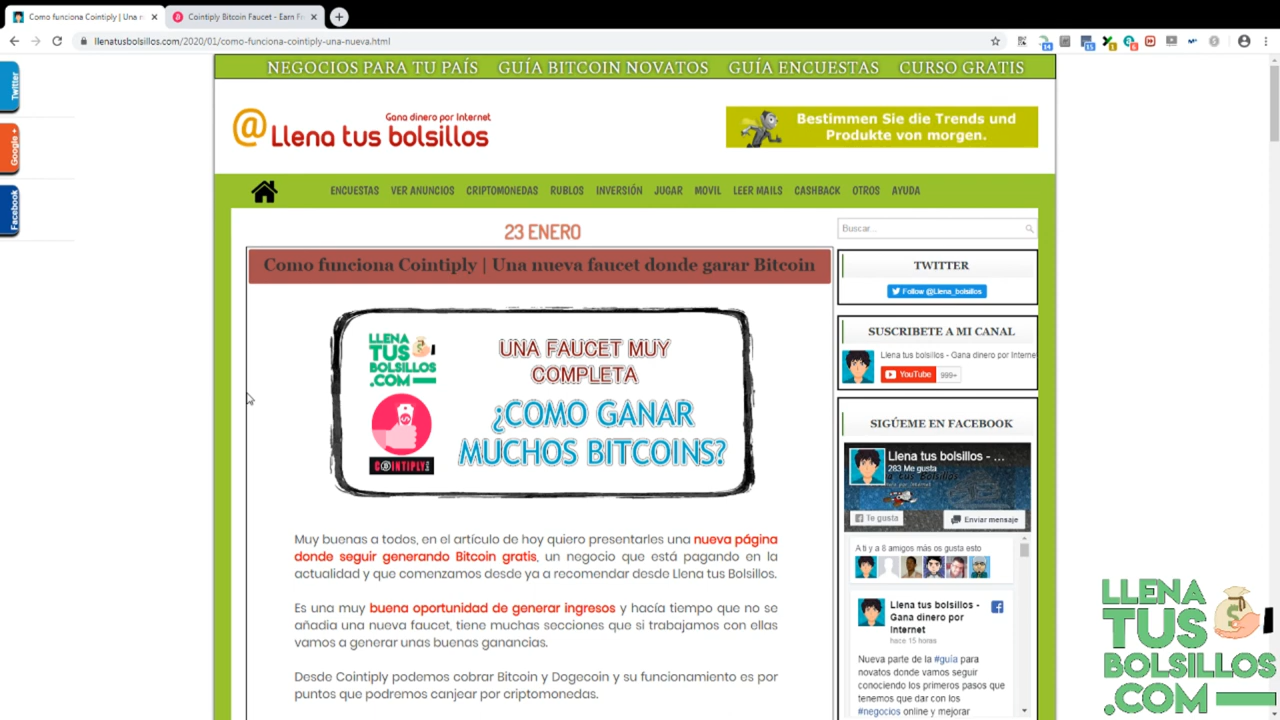 Como funciona Cointiply | Una n
Cointiply Bitcoin Faucet - Earn Fr
llenatusbolsillos.com/2020/01/como-funciona-cointiply-una-nueva.html
NEGOCIOS PARA TU PAÍS GUÍA BITCOIN NOVATOS GUÍA ENCUESTAS CURSO GRATIS
Twitter
Google +
Facebook
Gana dinero por Internet
@Llena tus bolsillos
Bestimmen Sie die Trends und
Produkte von morgen.
ENCUESTAS VER ANUNCIOS CRIPTOMONEDAS RUBLOS INVERSIÓN JUGAR MOVIL LEER MAILS CASHBACK OTROS AYUDA
23 ENERO
Como funciona Cointiply | Una nueva faucet donde garar Bitcoin
LLENA
TUS
BOLSILLOS
.COM
COINTIPLY
UNA FAUCET MUY
COMPLETA
¿COMO GANAR
MUCHOS BITCOINS?
Muy buenas a todos, en el artículo de hoy quiero presentarles una nueva página
donde seguir generando Bitcoin gratis, un negocio que está pagando en la
actualidad y que comenzamos desde ya a recomendar desde Llena tus Bolsillos.
Es una muy buena oportunidad de generar ingresos y hacía tiempo que no se
añadia una nueva faucet, tiene muchas secciones que si trabajamos con ellas
vamos a generar unas buenas ganancias.
Desde Cointiply podemos cobrar Bitcoin y Dogecoin y su funcionamiento es por
puntos que podremos canjear por criptomonedas.
Buscar...
TWITTER
Follow @Llena_bolsillos
SUSCRIBETE A MI CANAL
Llena tus bolsillos - Gana dinero por Interne
YouTube 999+
SIGÚEME EN FACEBOOK
Llena tus bolsillos - ...
283 Me gusta
Te gusta
Enviar mensaje
A ti y a 8 amigos más os gusta esto
Llena tus bolsillos -
Gana dinero por
Internet
hace 15 horas
Nueva parte de la #guía para
novatos donde vamos seguir
conociendo los primeros pasos que
tenemos que dar con los
#negocios online y mejorar
LLENA
TUS
BOLSILLOS
.COM